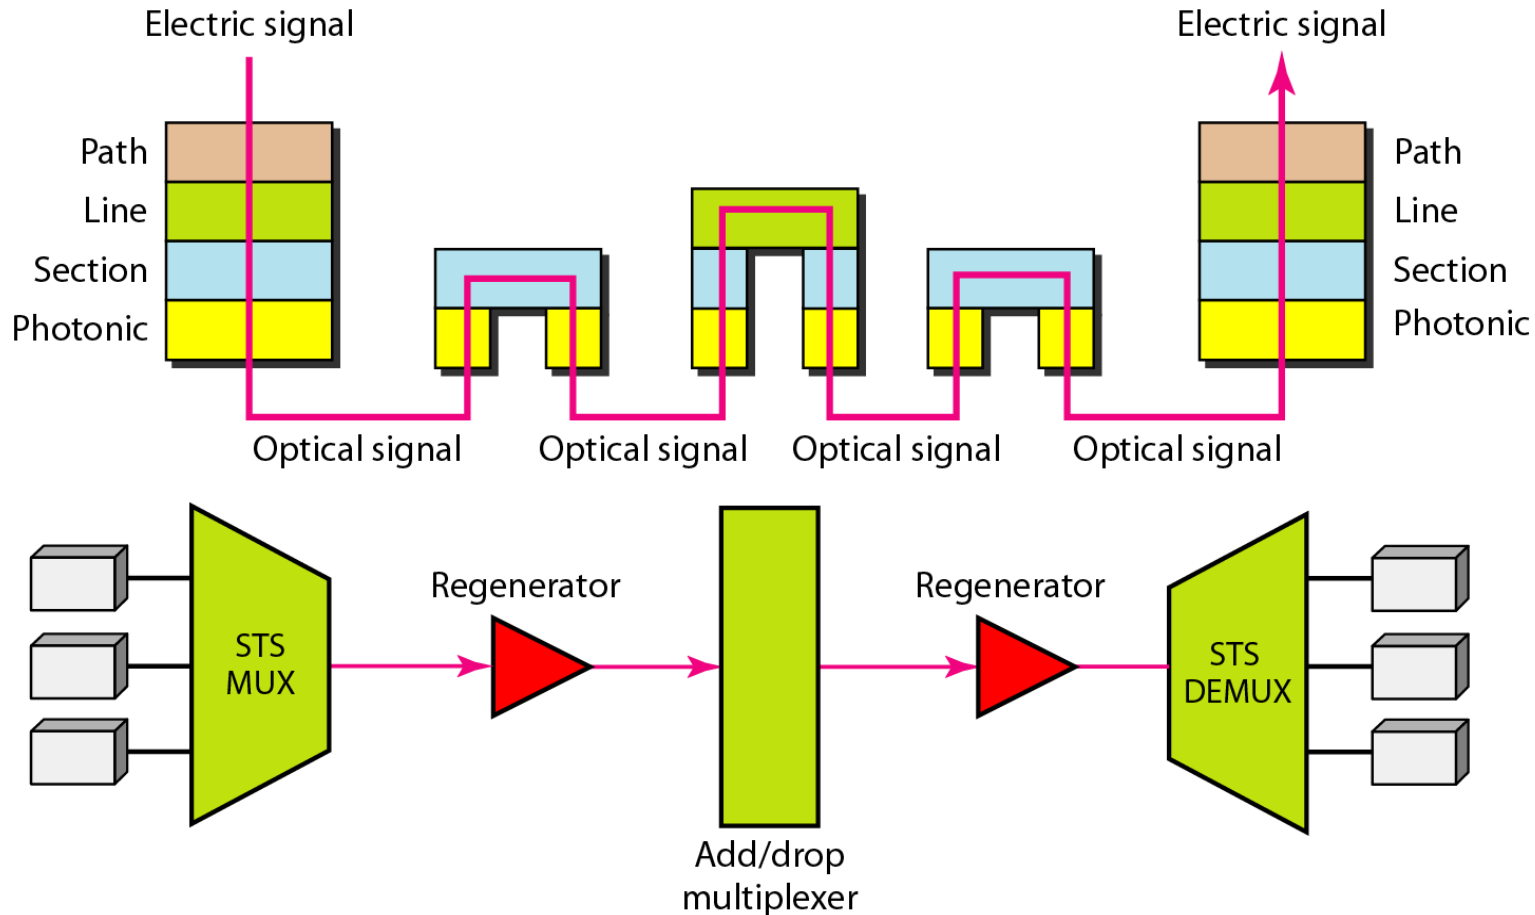 Electric signal
Electric signal
Path
Path
Line
Line
Section
Section
Photonic
Photonic
Optical signal
Optical signal
Optical signal
Optical signal
Regenerator
Regenerator
STS
MUX
STS
DEMUX
Add/drop
multiplexer